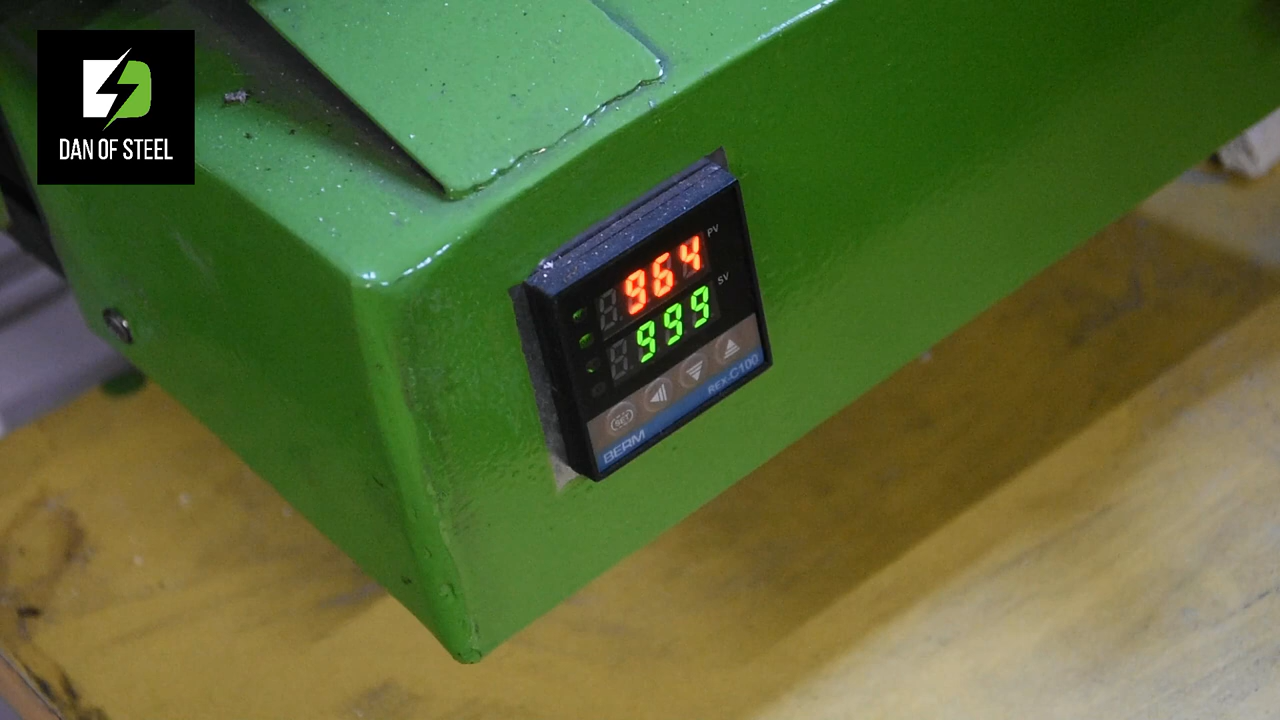 DAN OF STEEL
PV
964
SV
999
SET
REX-C100
BERM